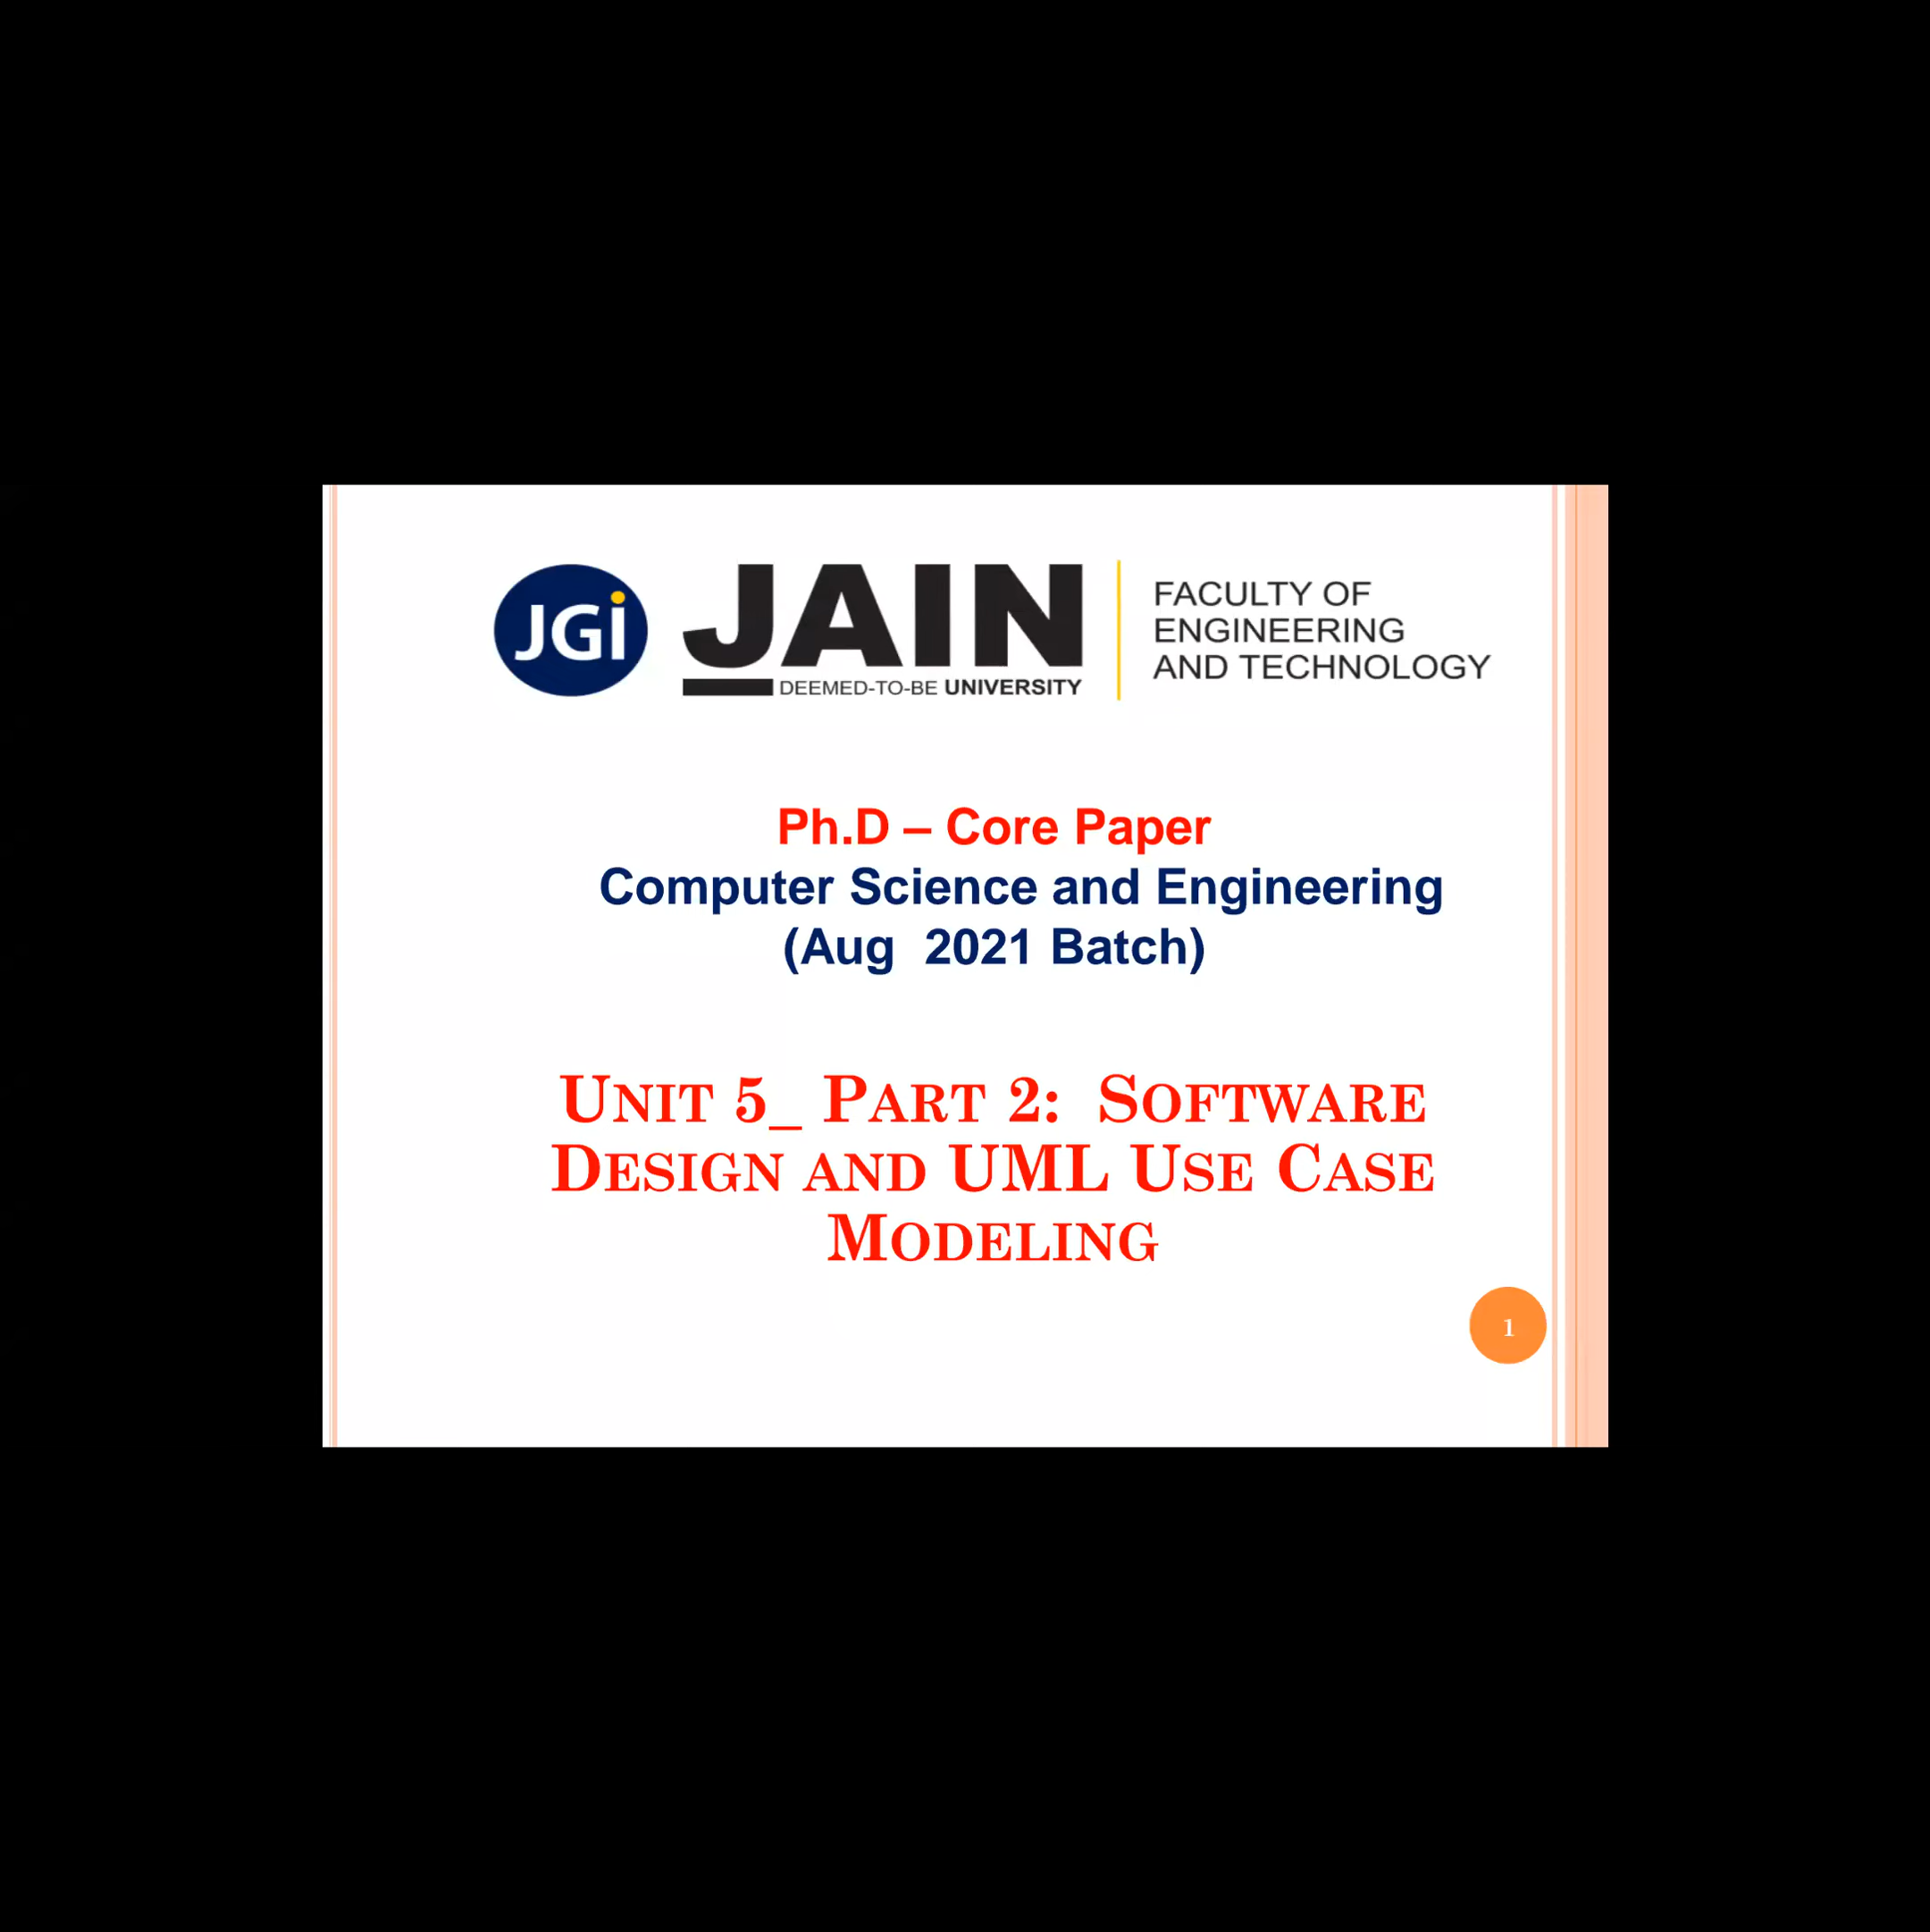 JGi
JAIN
DEEMED-TO-BE UNIVERSITY
FACULTY OF
ENGINEERING
AND TECHNOLOGY
Ph.D – Core Paper
Computer Science and Engineering
(Aug  2021 Batch)
UNIT 5_ PART 2:  SOFTWARE
DESIGN AND UML USE CASE
MODELING
1